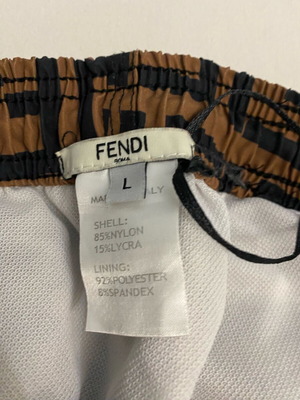 FENDI
ROMA
L
SHELL:
85%NYLON
15%LYCRA
LINING:
92%POLYESTER
8%SPANDEX